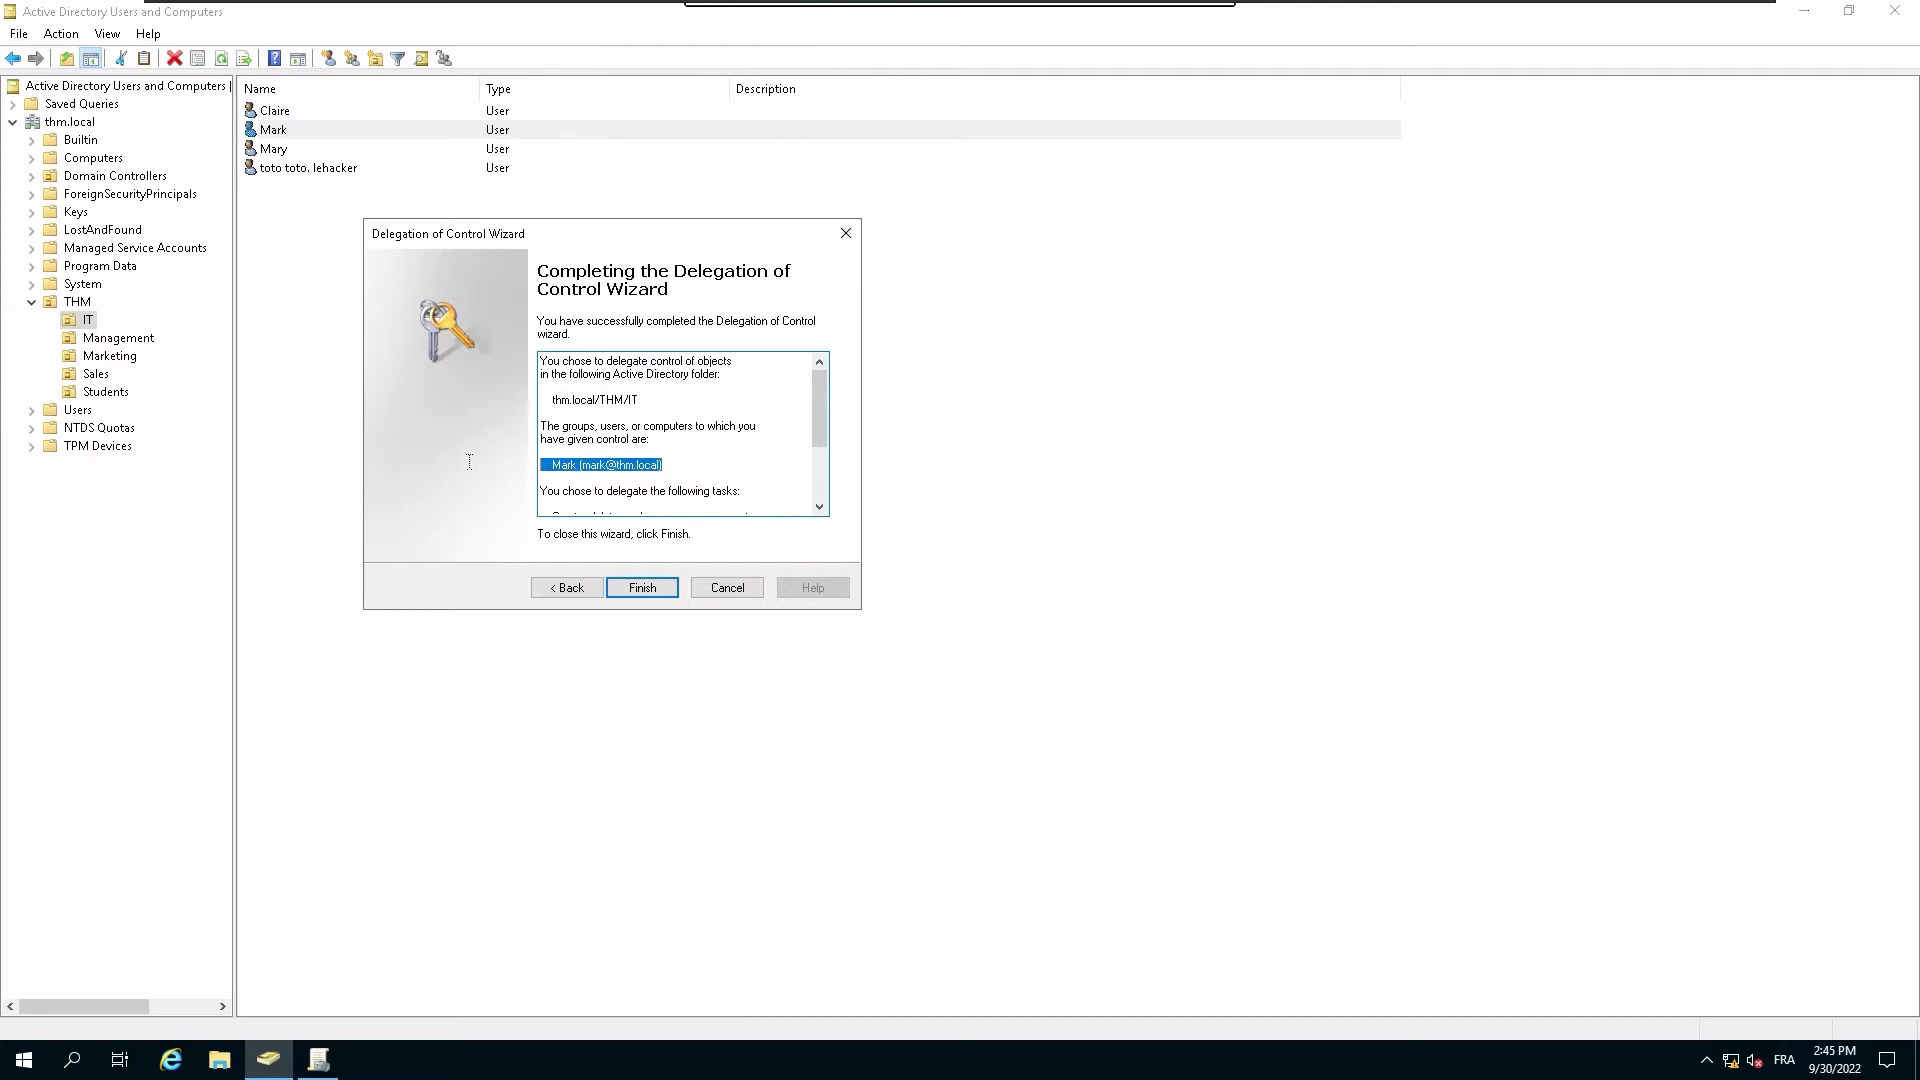 Active Directory Users and Computers
File Action View Help
Active Directory Users and Computers
Saved Queries
thm.local
Builtin
Computers
Domain Controllers
ForeignSecurityPrincipals
Keys
LostAndFound
Managed Service Accounts
Program Data
System
THM
IT
Management
Marketing
Sales
Students
Users
NTDS Quotas
TPM Devices
Name Type Description
Claire User
Mark User
Mary User
toto toto. lehacker User
Delegation of Control Wizard
Completing the Delegation of
Control Wizard
You have successfully completed the Delegation of Control
wizard.
You chose to delegate control of objects
in the following Active Directory folder:
thm.local/THM/IT
The groups, users, or computers to which you
have given control are:
Mark (mark@thm.local)
You chose to delegate the following tasks:
To close this wizard, click Finish.
< Back Finish Cancel Help
FRA
2:45 PM
9/30/2022